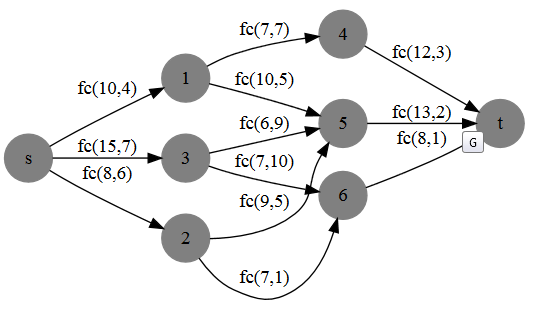 fc(7,7)
4
fc(12,3)
1
fc(10,4)
fc(10,5)
fc(6,9)
5
fc(13,2)
t
fc(8,1)
G
s
fc(15,7)
3
fc(7,10)
fc(8,6)
6
fc(9,5)
2
fc(7,1)